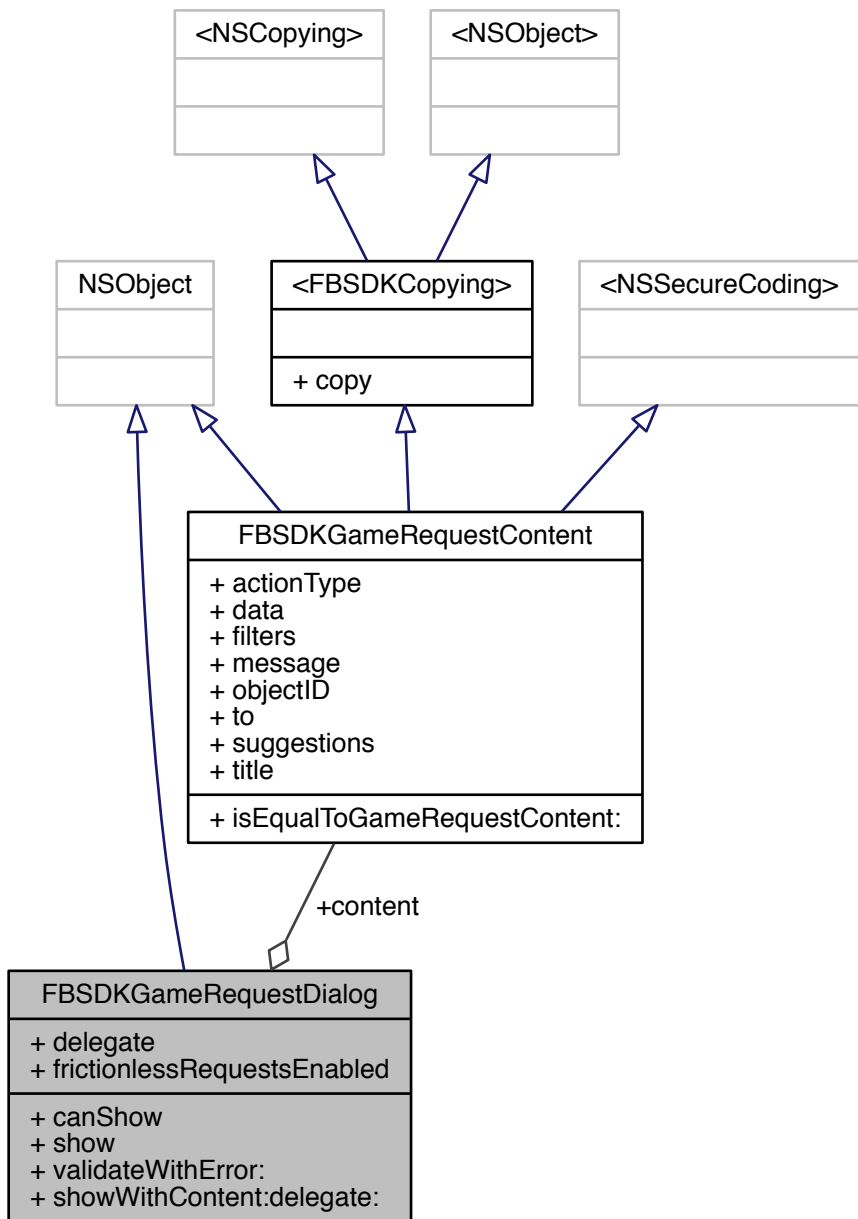 <NSCopying>
<NSObject>
NSObject
<FBSDKCopying>
+ copy
<NSSecureCoding>
FBSDKGameRequestContent
+ actionType
+ data
+ filters
+ message
+ objectID
+ to
+ suggestions
+ title
+ isEqualToGameRequestContent:
+content
FBSDKGameRequestDialog
+ delegate
+ frictionlessRequestsEnabled
+ canShow
+ show
+ validateWithError:
+ showWithContent:delegate: